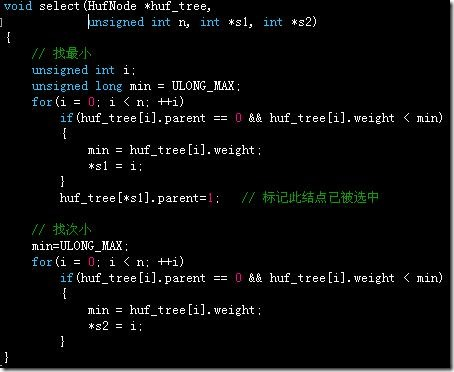 void select(HufNode *huf_tree,
            unsigned int n, int *s1, int *s2)
{
    // 找最小
    unsigned int i;
    unsigned long min = ULONG_MAX;
    for(i = 0; i < n; ++i)
        if(huf_tree[i].parent == 0 && huf_tree[i].weight < min)
        {
            min = huf_tree[i].weight;
            *s1 = i;
        }
        huf_tree[*s1].parent=1;   // 标记此结点已被选中
    // 找次小
    min=ULONG_MAX;
    for(i = 0; i < n; ++i)
        if(huf_tree[i].parent == 0 && huf_tree[i].weight < min)
        {
            min = huf_tree[i].weight;
            *s2 = i;
        }
}